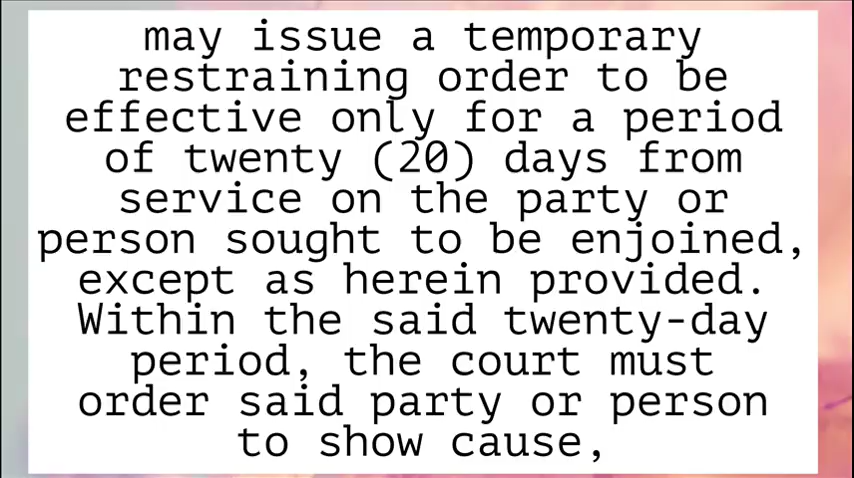 may issue a temporary
restraining order to be
effective only for a period
of twenty (20) days from
service on the party or
person sought to be enjoined,
except as herein provided.
Within the said twenty-day
period, the court must
order said party or person
to show cause,